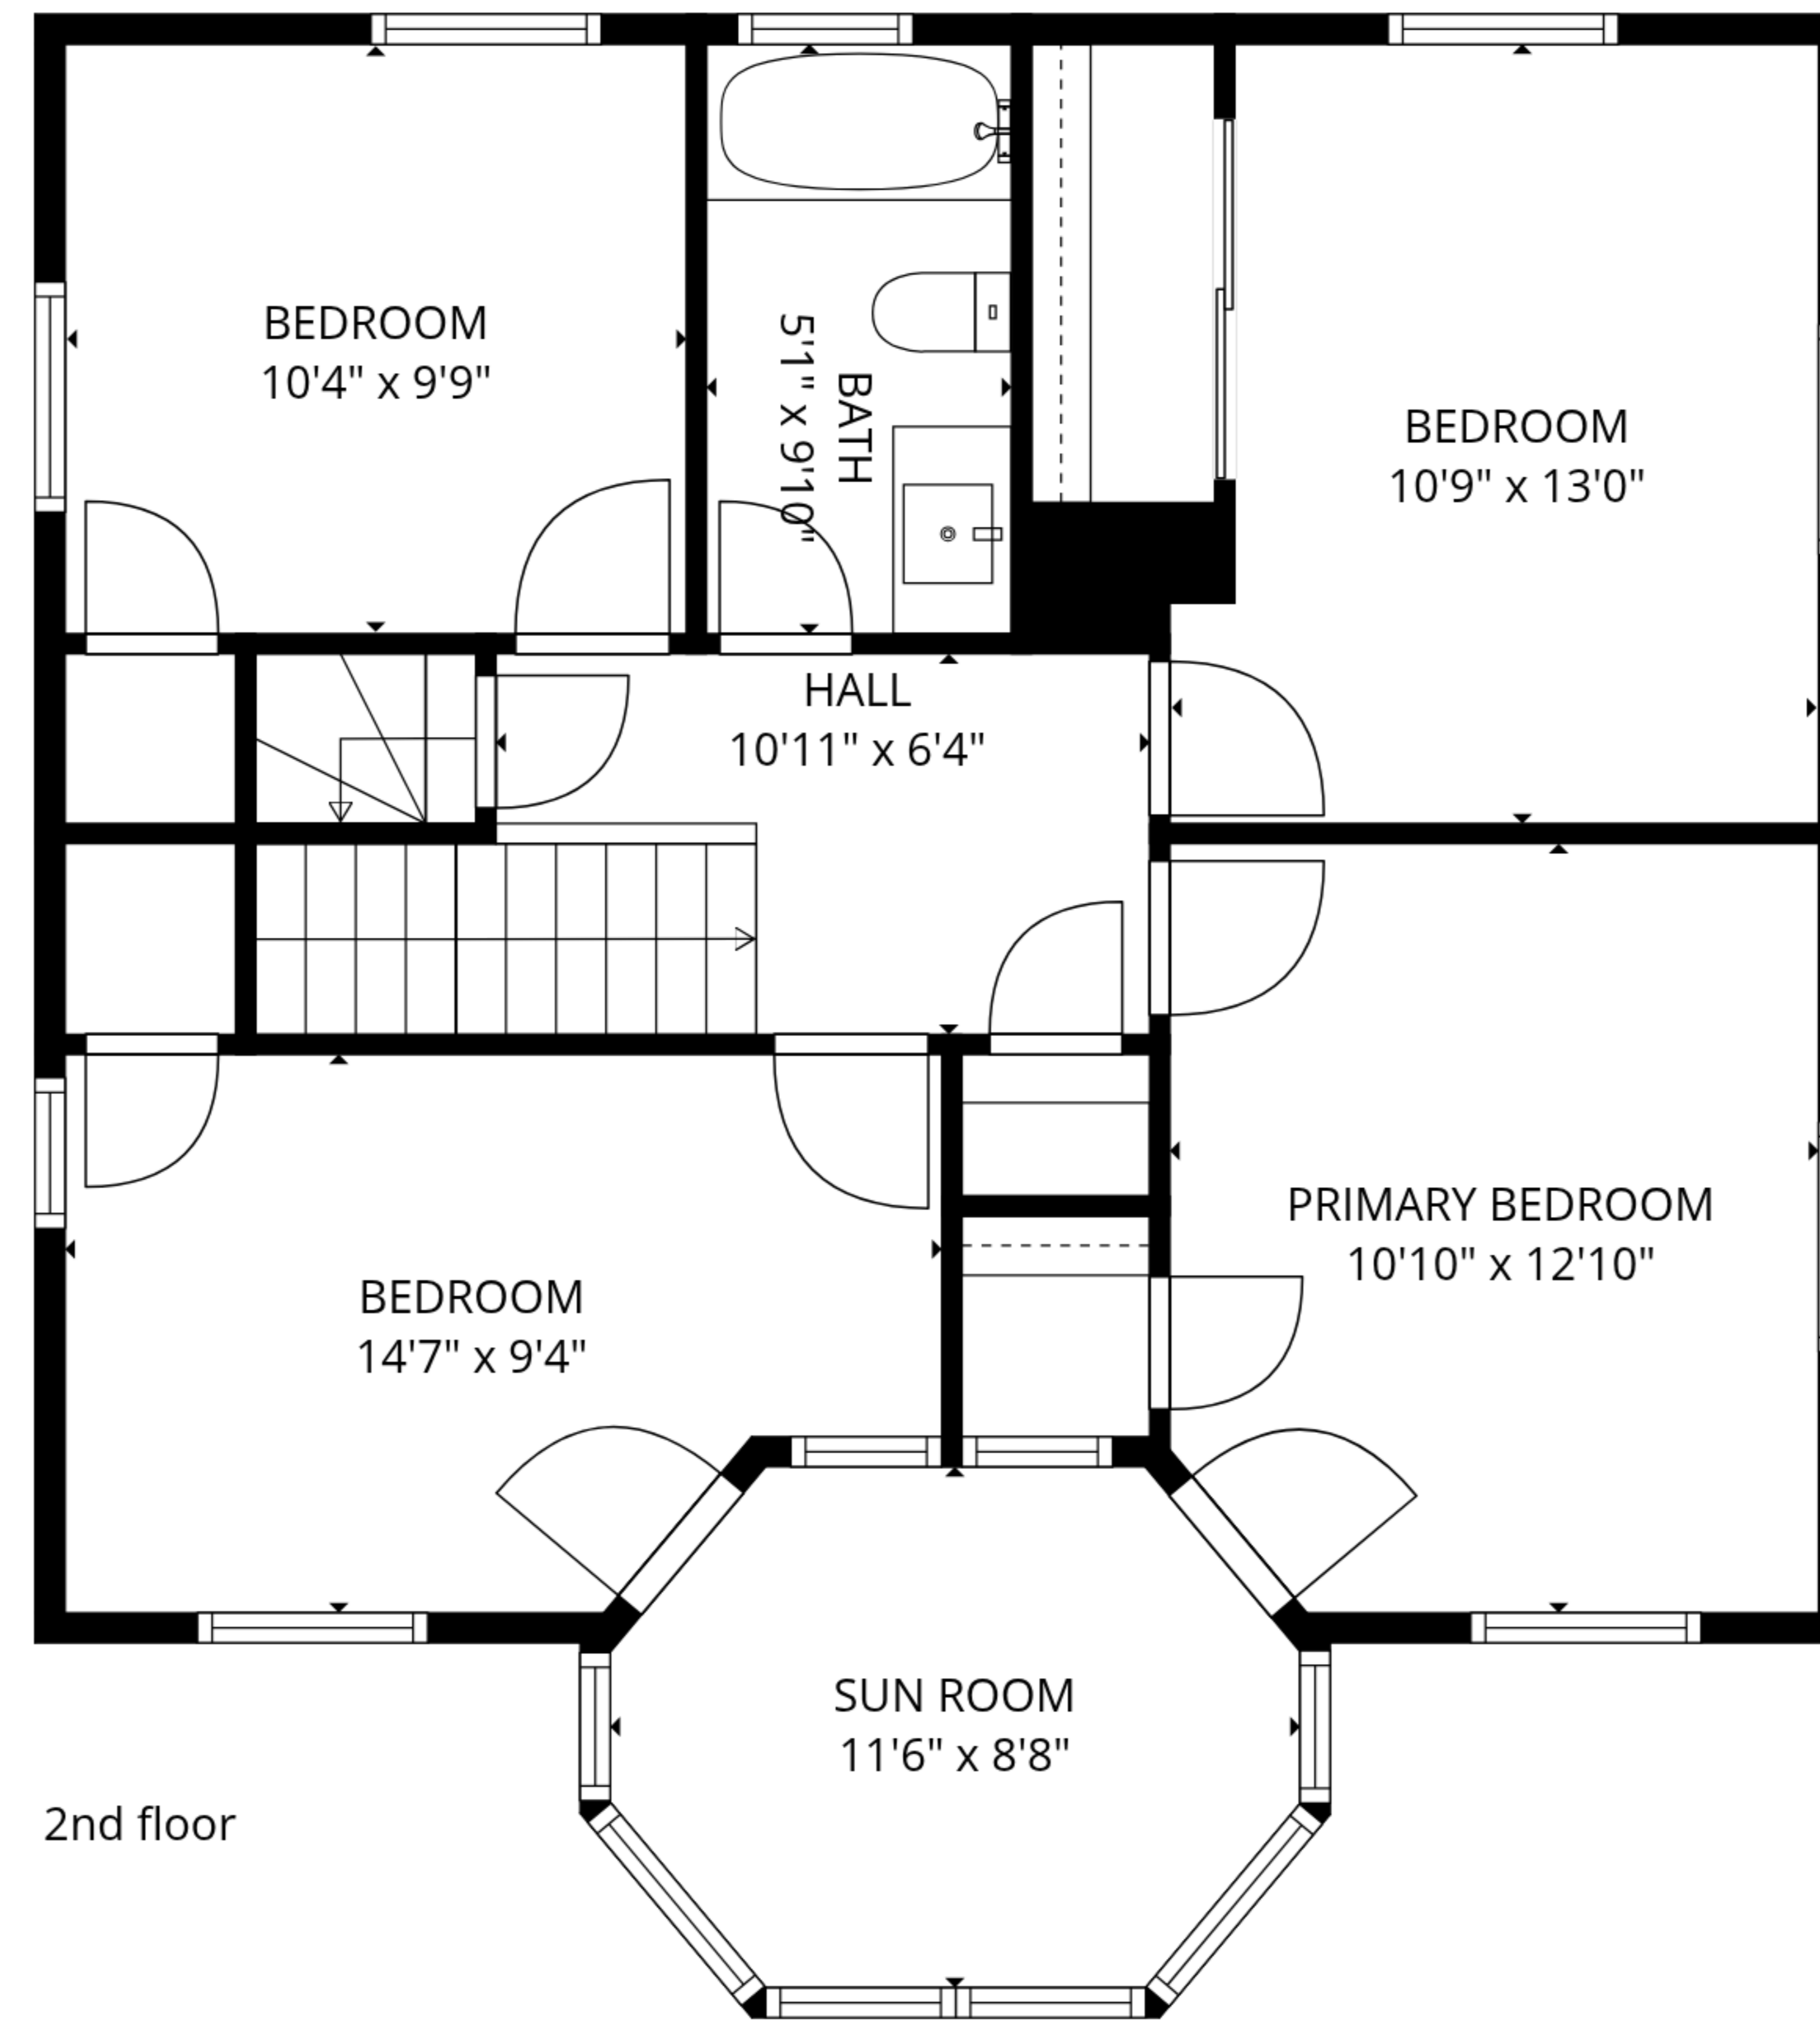 BEDROOM
10'4" x 9'9"
BATH
5'1" x 9'10"
BEDROOM
10'9" x 13'0"
HALL
10'11" x 6'4"
PRIMARY BEDROOM
10'10" x 12'10"
BEDROOM
14'7" x 9'4"
SUN ROOM
11'6" x 8'8"
2nd floor